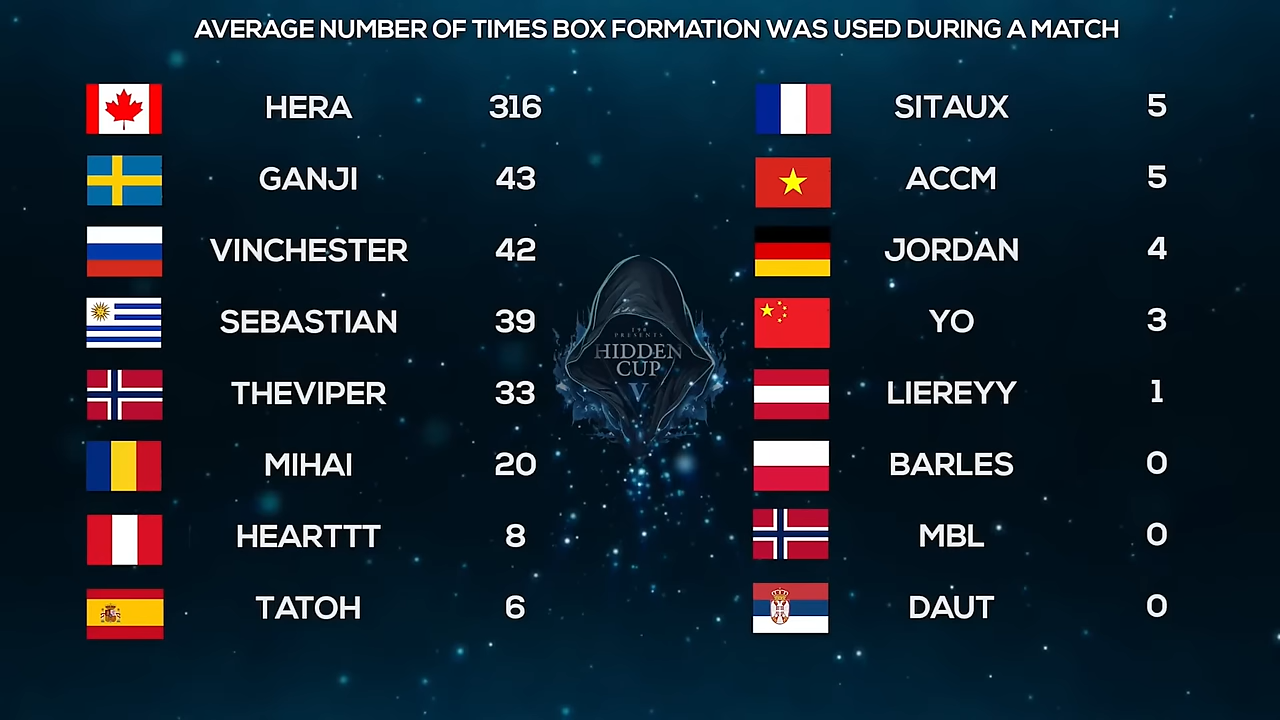 AVERAGE NUMBER OF TIMES BOX FORMATION WAS USED DURING A MATCH
HERA 316
GANJI 43
VINCHESTER 42
SEBASTIAN 39
THEVIPER 33
MIHAI 20
HEARTTT 8
TATOH 6
T90
PRESENTS
HIDDEN
CUP
V
SITAUX 5
ACCM 5
JORDAN 4
YO 3
LIEREYY 1
BARLES 0
MBL 0
DAUT 0